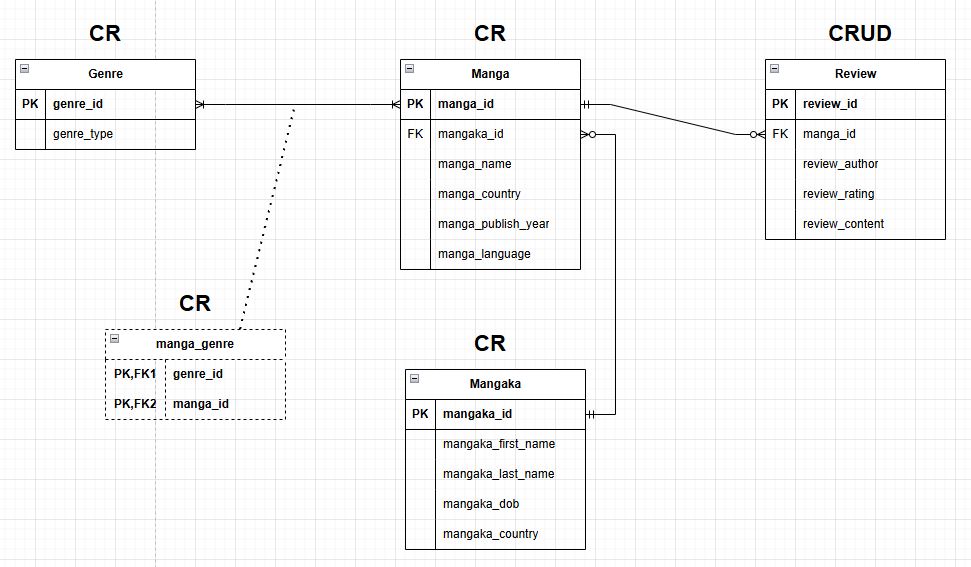 CR
Genre
PK genre_id
genre_type
CR
Manga
PK manga_id
FK mangaka_id
manga_name
manga_country
manga_publish_year
manga_language
CRUD
Review
PK review_id
FK manga_id
review_author
review_rating
review_content
CR
manga_genre
PK,FK1 genre_id
PK,FK2 manga_id
CR
Mangaka
PK mangaka_id
mangaka_first_name
mangaka_last_name
mangaka_dob
mangaka_country